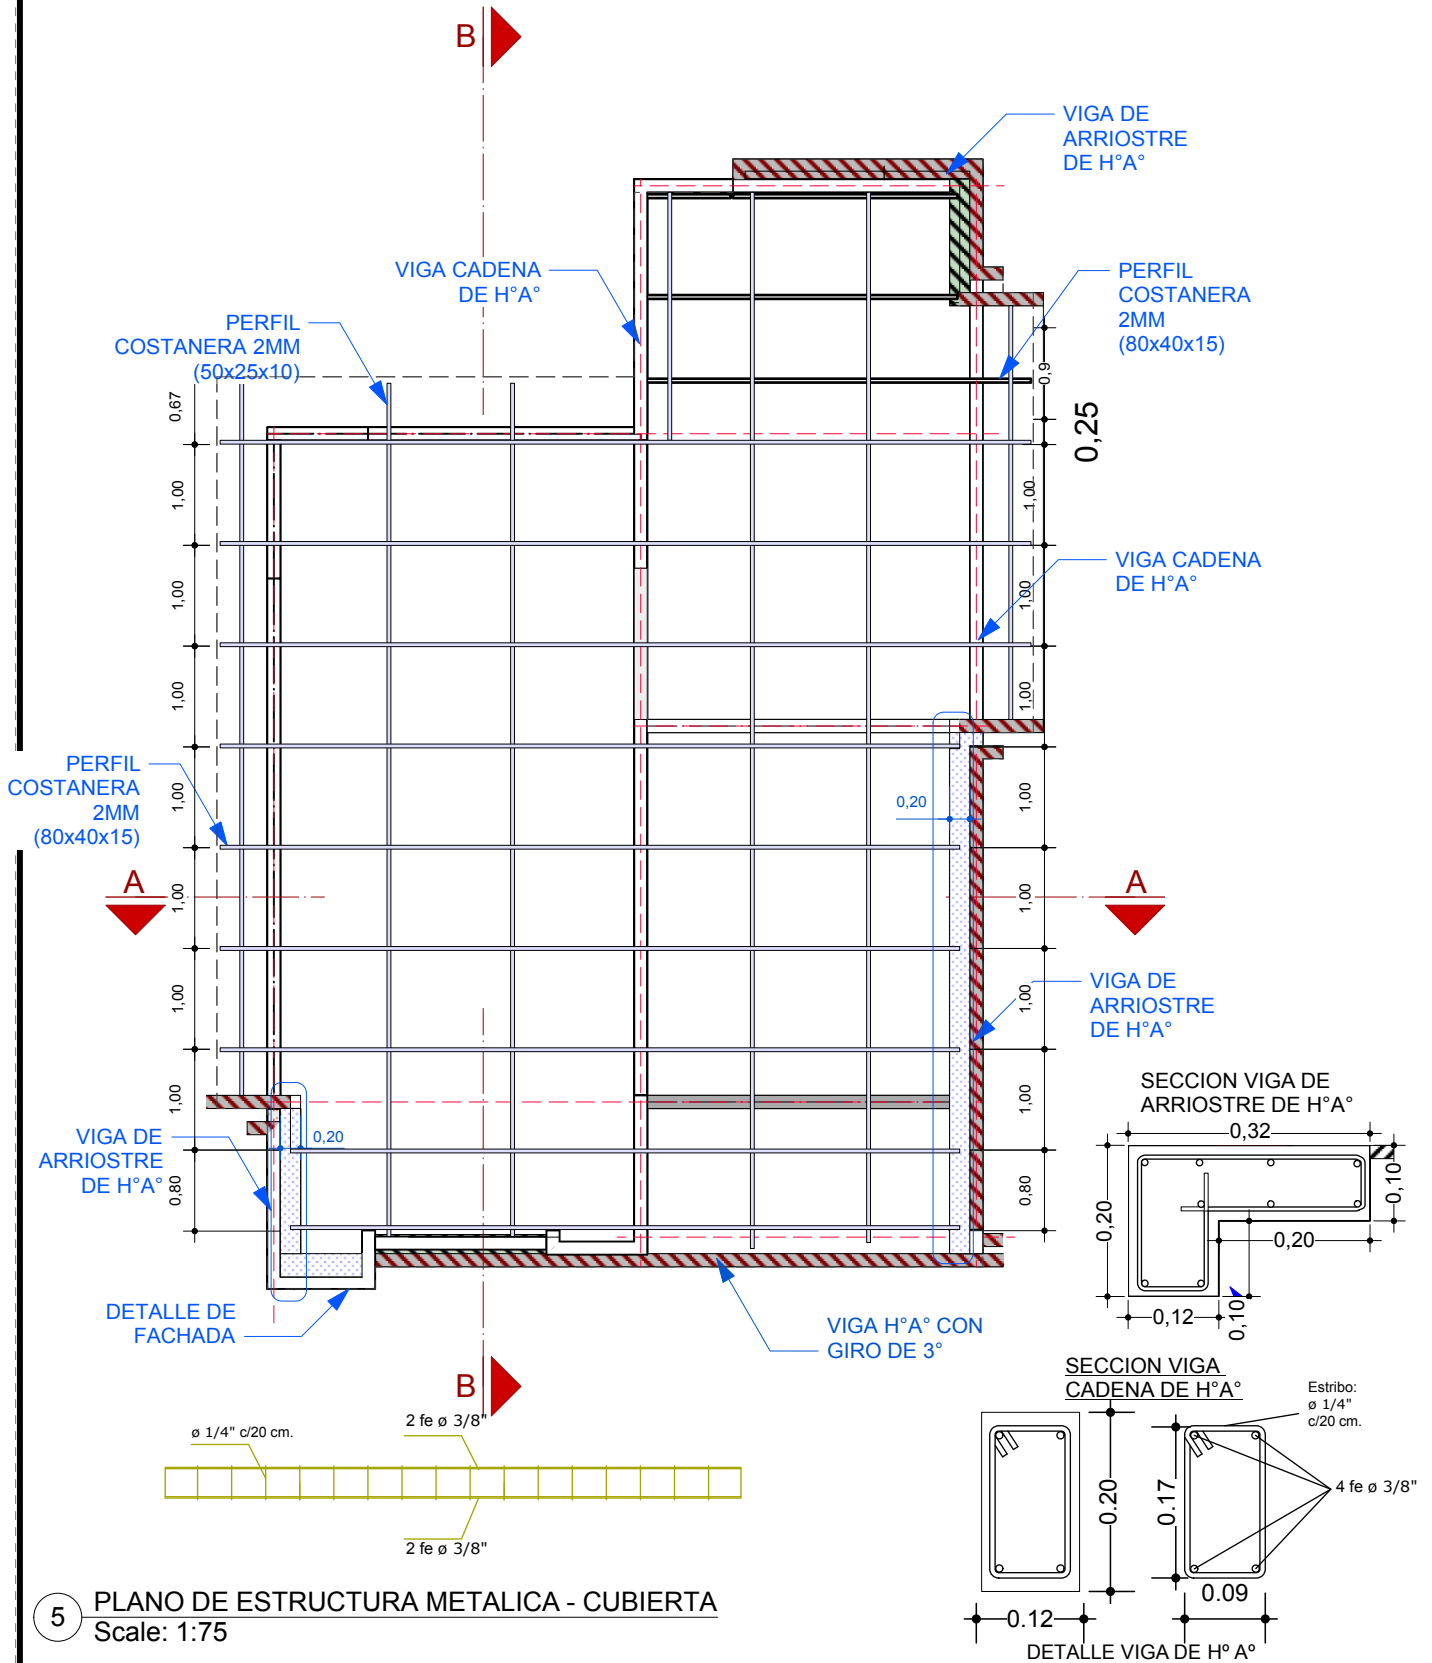 B
VIGA DE
ARRIOSTRE
DE H°A°
VIGA CADENA
DE H°A°
PERFIL
COSTANERA
2MM
(80x40x15)
PERFIL
COSTANERA 2MM
(50x25x10)
0,67
0,9
0,25
1,00
1,00
1,00
1,00
VIGA CADENA
DE H°A°
1,00
1,00
PERFIL
COSTANERA
2MM
(80x40x15)
1,00
0,20
1,00
A
1,00
1,00
A
1,00
1,00
VIGA DE
ARRIOSTRE
DE H°A°
1,00
1,00
VIGA DE
ARRIOSTRE
DE H°A°
0,20
0,80
0,80
SECCION VIGA DE
ARRIOSTRE DE H°A°
0,32
0,10
0,20
0,20
0,12
0,10
DETALLE DE
FACHADA
VIGA H°A° CON
GIRO DE 3°
B
SECCION VIGA
CADENA DE H°A°
Estribo:
ø 1/4"
c/20 cm.
ø 1/4" c/20 cm.
2 fe ø 3/8"
2 fe ø 3/8"
0.20
0.17
4 fe ø 3/8"
0.12
0.09
DETALLE VIGA DE Hº Aº
5
PLANO DE ESTRUCTURA METALICA - CUBIERTA
Scale: 1:75